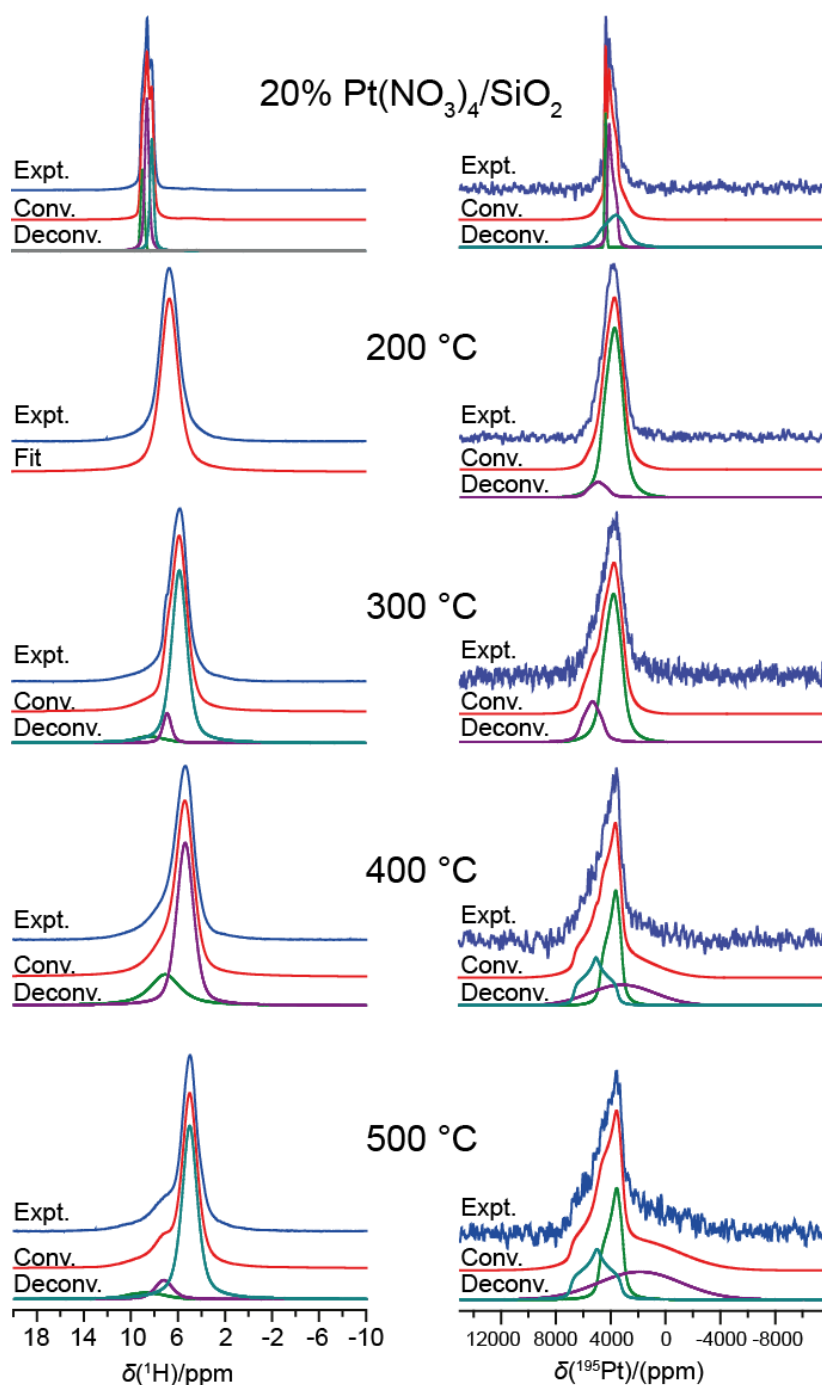 20% Pt(NO₃)₄/SiO₂
Expt.
Conv.
Deconv.
Expt.
Conv.
Deconv.
200 °C
Expt.
Fit
Expt.
Conv.
Deconv.
300 °C
Expt.
Conv.
Deconv.
Expt.
Conv.
Deconv.
400 °C
Expt.
Conv.
Deconv.
Expt.
Conv.
Deconv.
500 °C
Expt.
Conv.
Deconv.
Expt.
Conv.
Deconv.
18 14 10 6 2 -2 -6 -10
δ(¹H)/ppm
12000 8000 4000 0 -4000 -8000
δ(¹⁹⁵Pt)/(ppm)